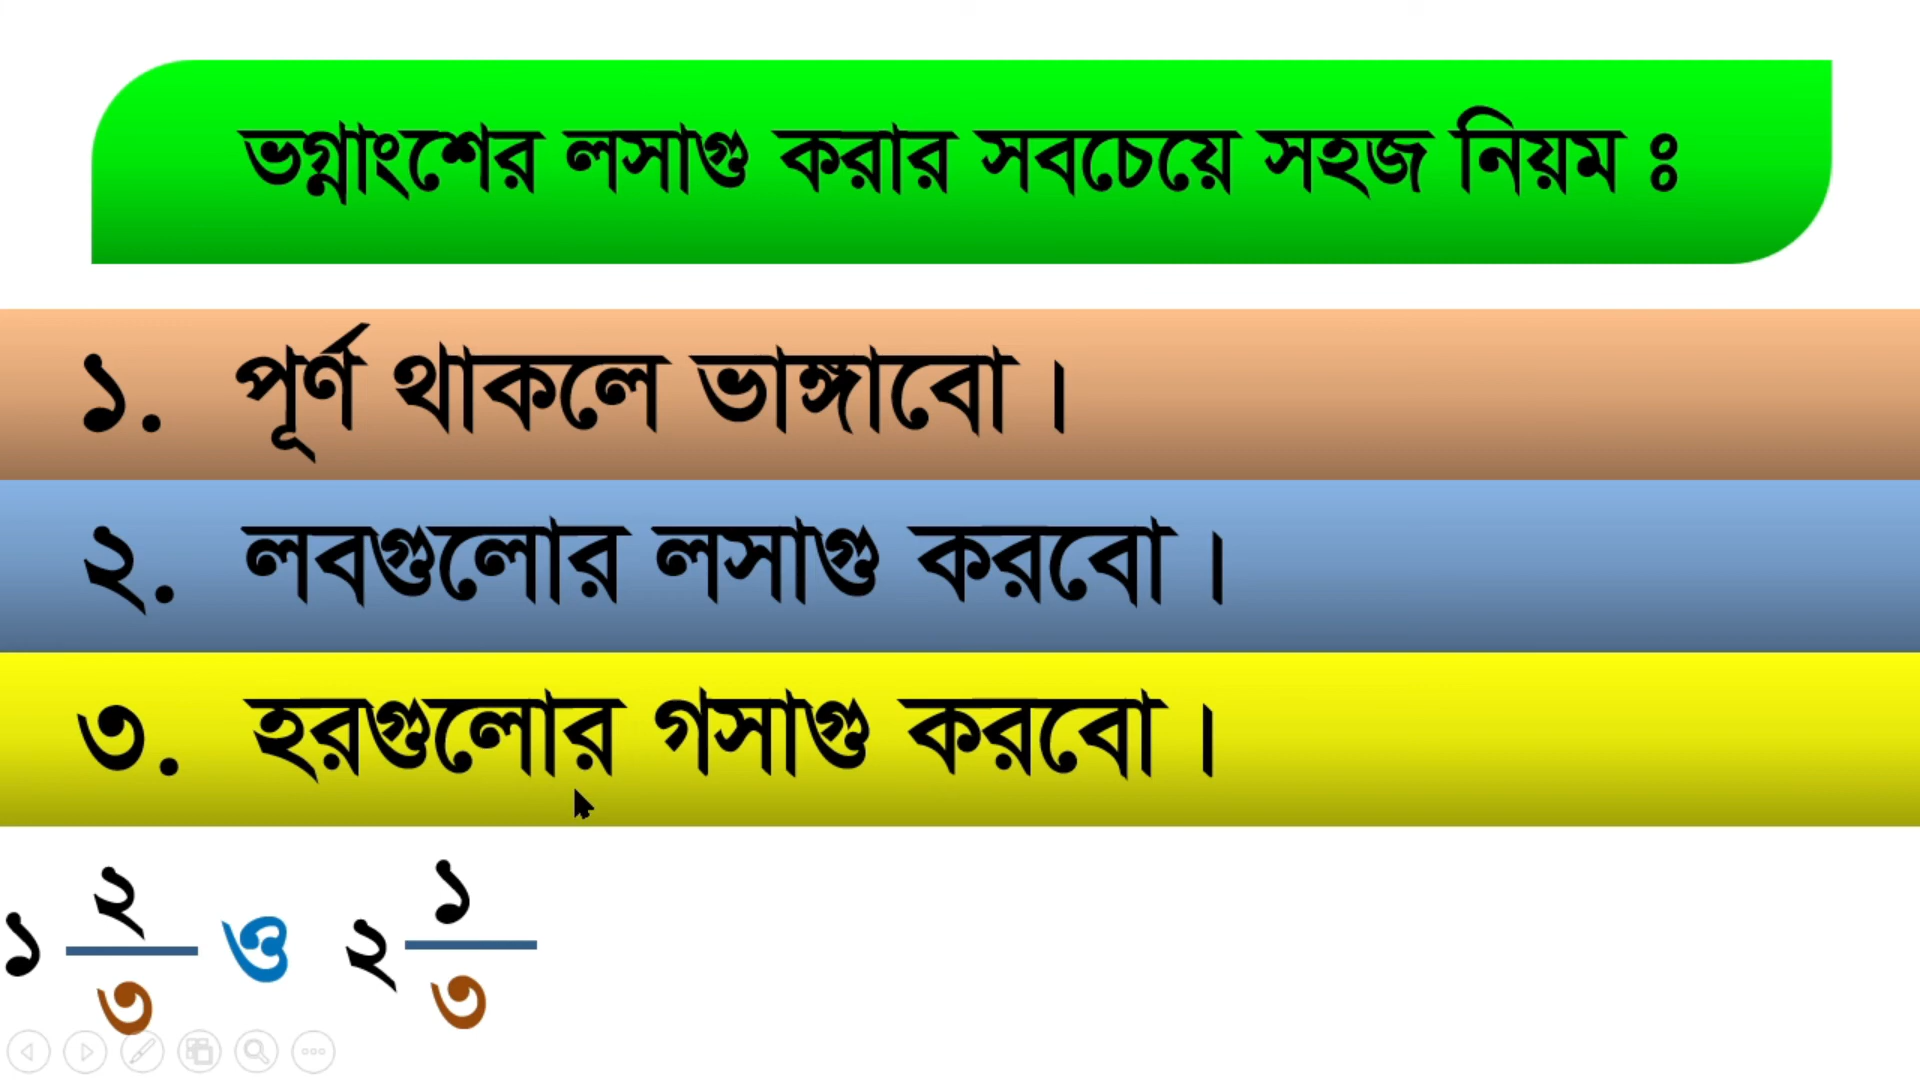 ভগ্নাংশের লসাগু করার সবচেয়ে সহজ নিয়ম ঃ
১. পূর্ণ থাকলে ভাঙ্গাবো।
২. লবগুলোর লসাগু করবো।
৩. হরগুলোর গসাগু করবো।
১ ২/৩ ও ২ ১/৩